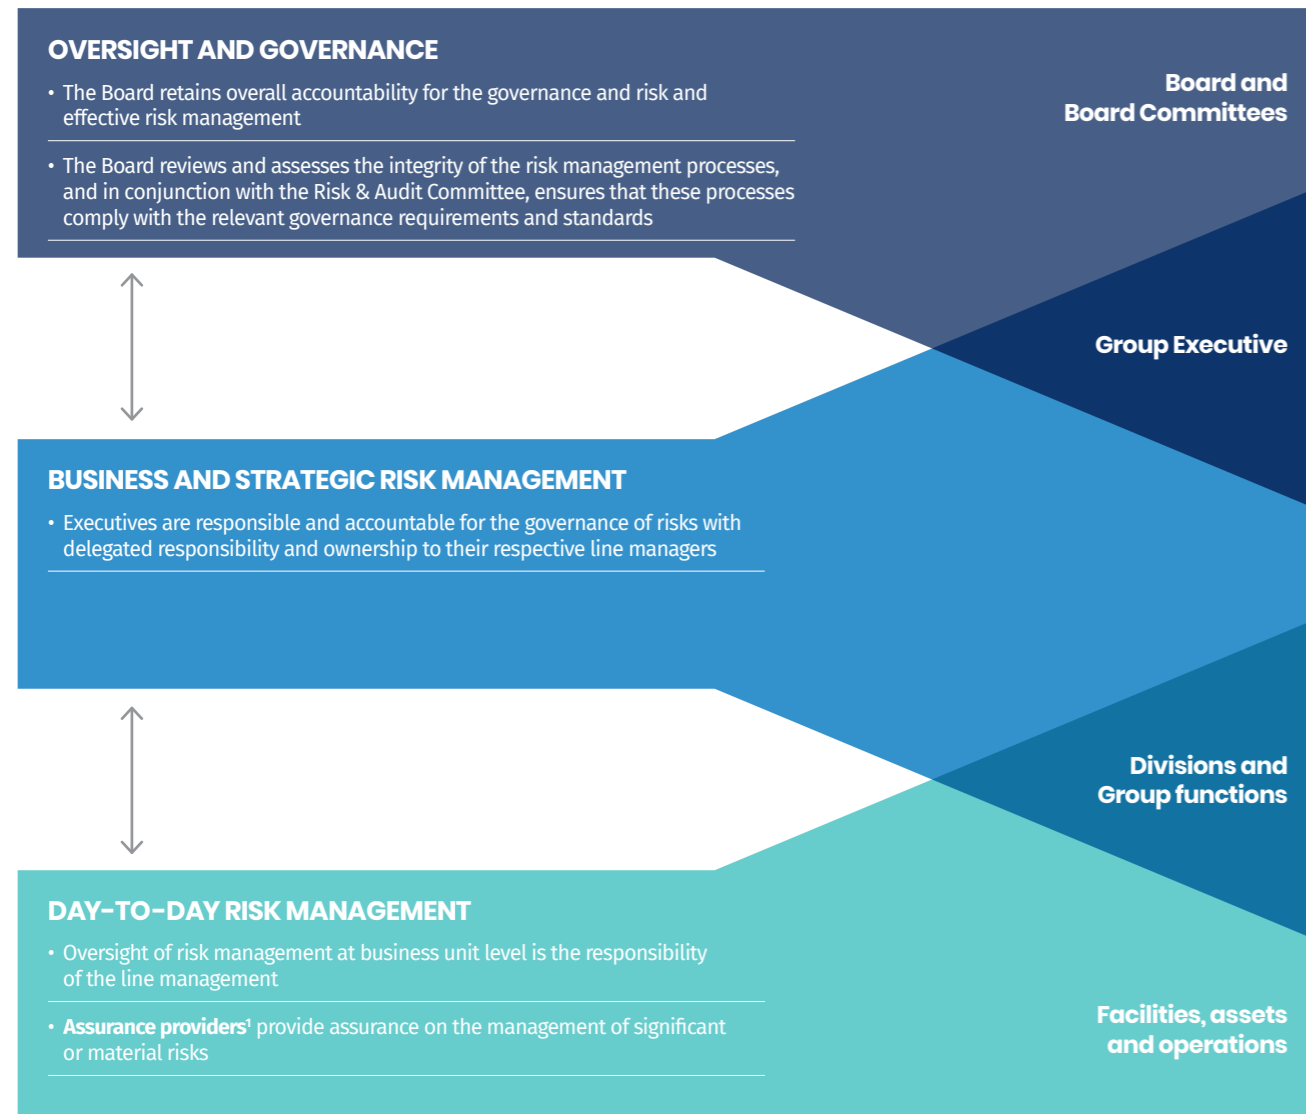 OVERSIGHT AND GOVERNANCE
• The Board retains overall accountability for the governance and risk and
effective risk management
• The Board reviews and assesses the integrity of the risk management processes,
and in conjunction with the Risk & Audit Committee, ensures that these processes
comply with the relevant governance requirements and standards
Board and
Board Committees
Group Executive
BUSINESS AND STRATEGIC RISK MANAGEMENT
• Executives are responsible and accountable for the governance of risks with
delegated responsibility and ownership to their respective line managers
Divisions and
Group functions
DAY-TO-DAY RISK MANAGEMENT
• Oversight of risk management at business unit level is the responsibility
of the line management
• Assurance providers¹ provide assurance on the management of significant
or material risks
Facilities, assets
and operations